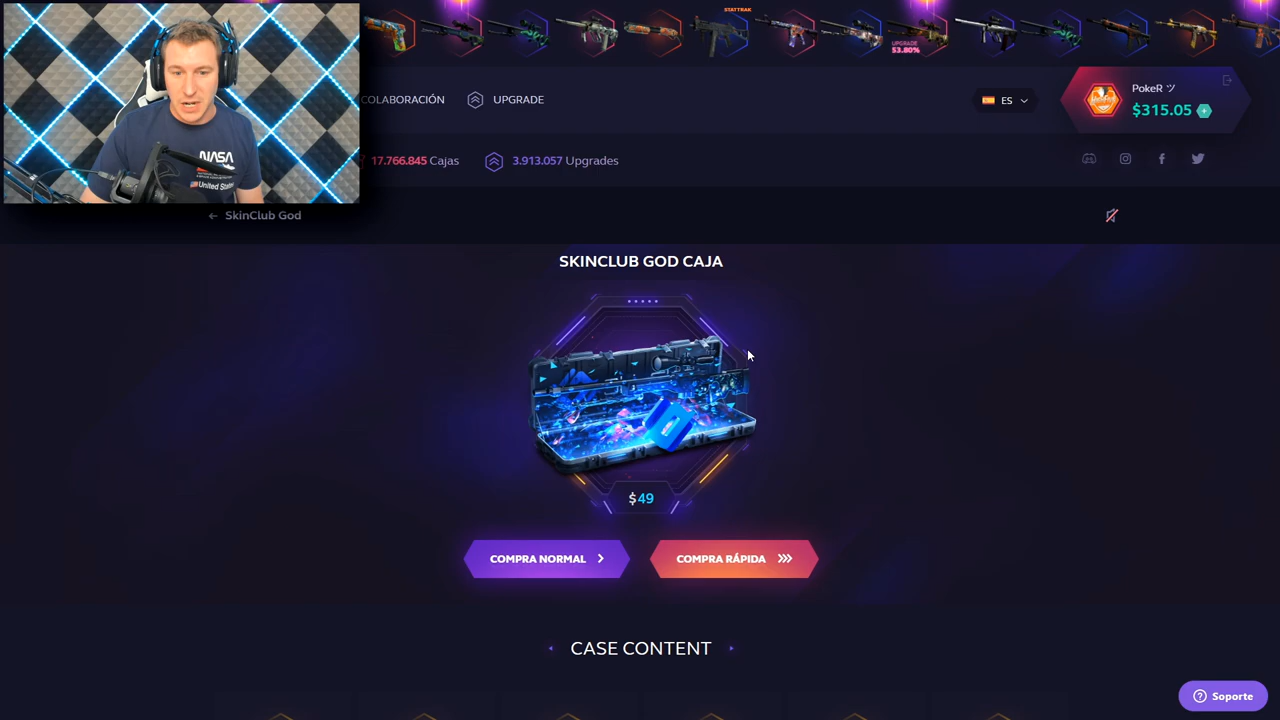 STATTRAK
UPGRADE
53.80%
COLABORACIÓN
UPGRADE
ES
PokeR ツ
$315.05 +
17.766.845 Cajas
3.913.057 Upgrades
NASA
United States
← SkinClub God
SKINCLUB GOD CAJA
$49
COMPRA NORMAL
COMPRA RÁPIDA
CASE CONTENT
Soporte